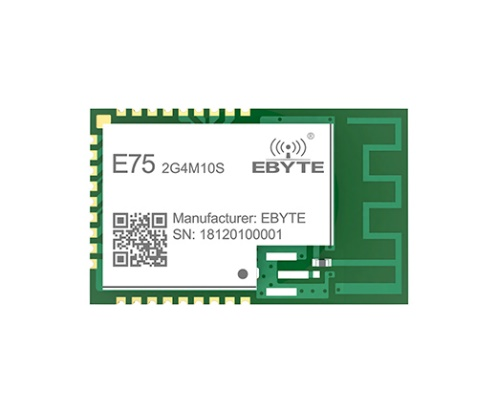 E75 2G4M10S
®
EBYTE
Manufacturer: EBYTE
SN: 18120100001